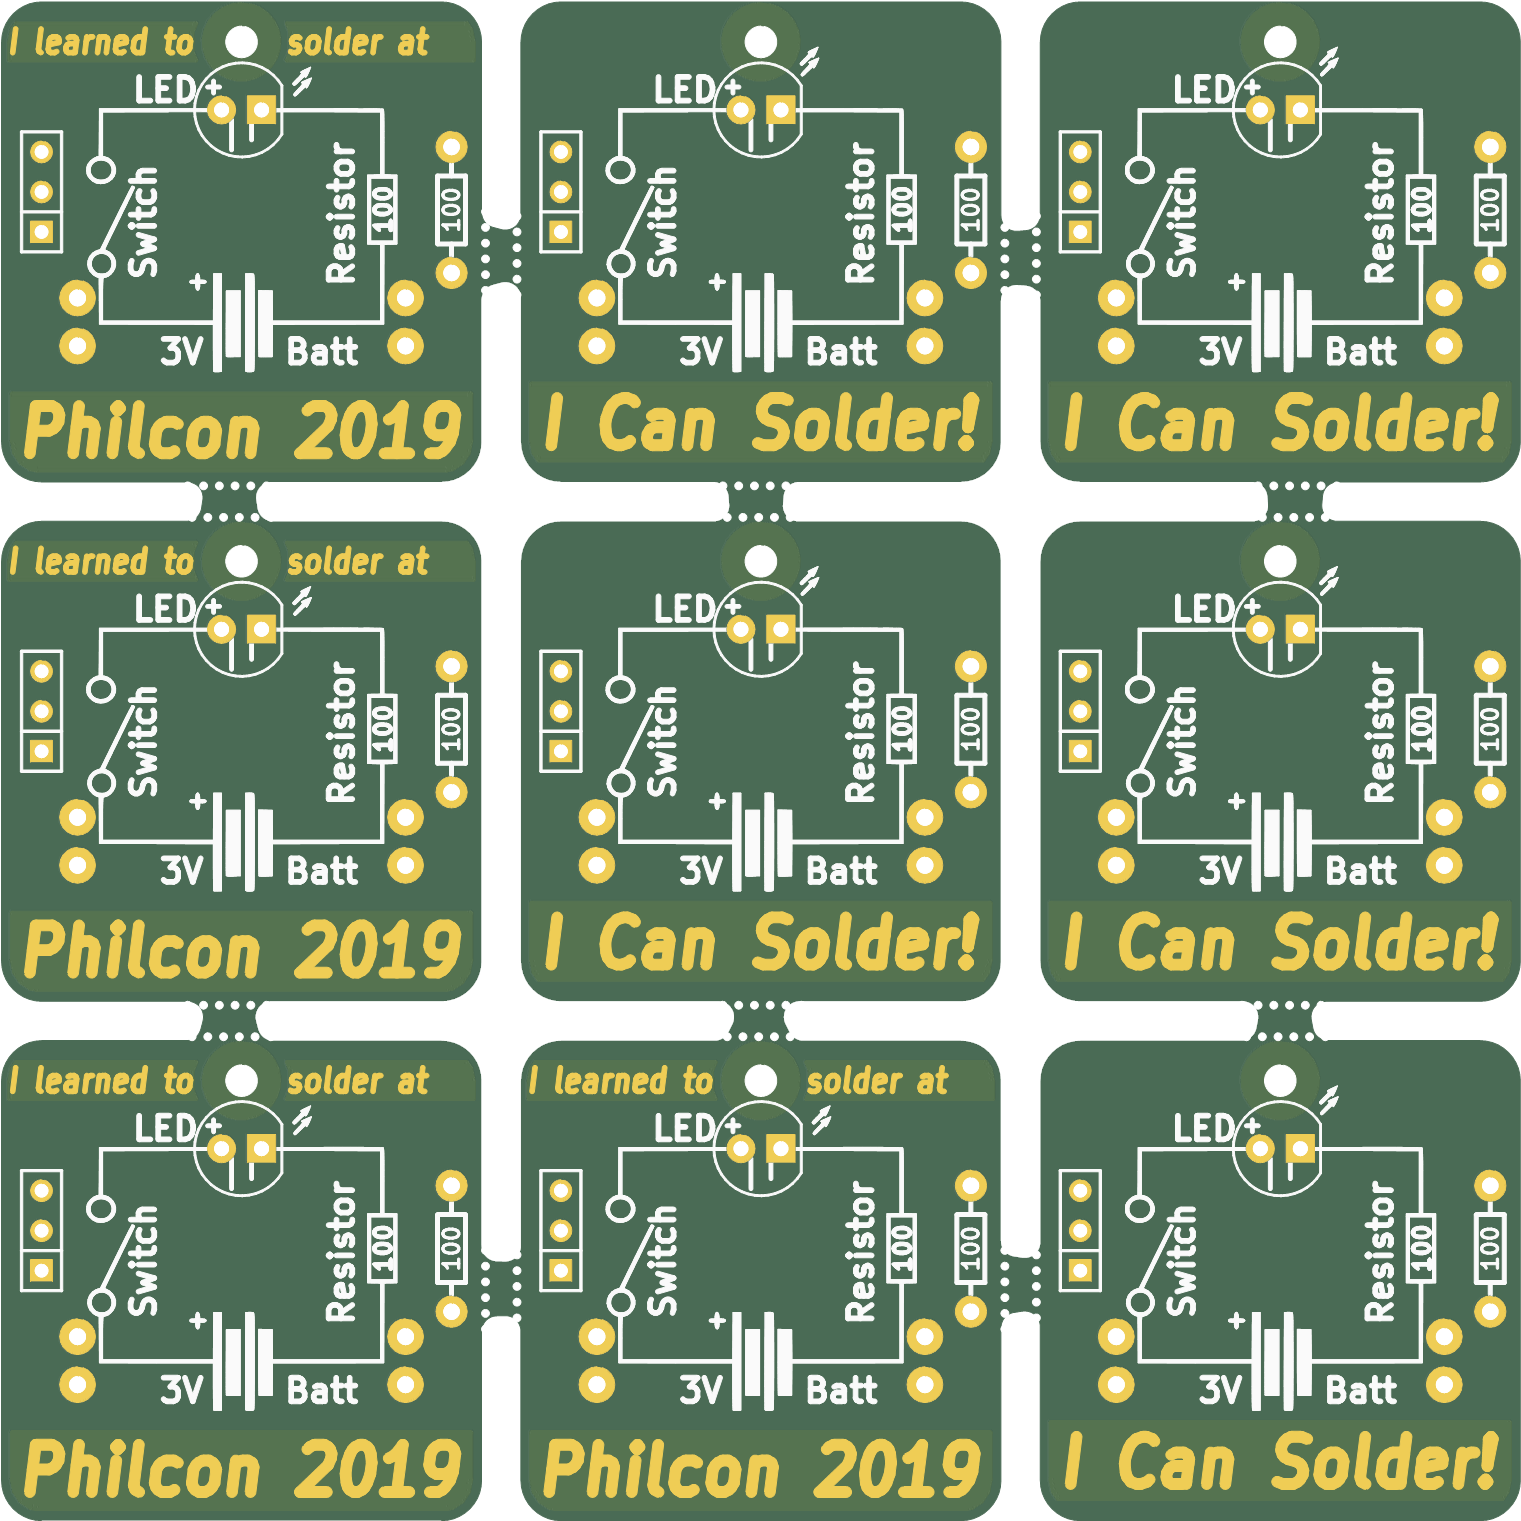 I learned to solder at
LED +
Switch
Resistor
100
100
+
3V Batt
Philcon 2019
LED +
Switch
Resistor
100
100
+
3V Batt
I Can Solder!
LED +
Switch
Resistor
100
100
+
3V Batt
I Can Solder!
I learned to solder at
LED +
Switch
Resistor
100
100
+
3V Batt
Philcon 2019
LED +
Switch
Resistor
100
100
+
3V Batt
I Can Solder!
LED +
Switch
Resistor
100
100
+
3V Batt
I Can Solder!
I learned to solder at
LED +
Switch
Resistor
100
100
+
3V Batt
Philcon 2019
I learned to solder at
LED +
Switch
Resistor
100
100
+
3V Batt
Philcon 2019
LED +
Switch
Resistor
100
100
+
3V Batt
I Can Solder!